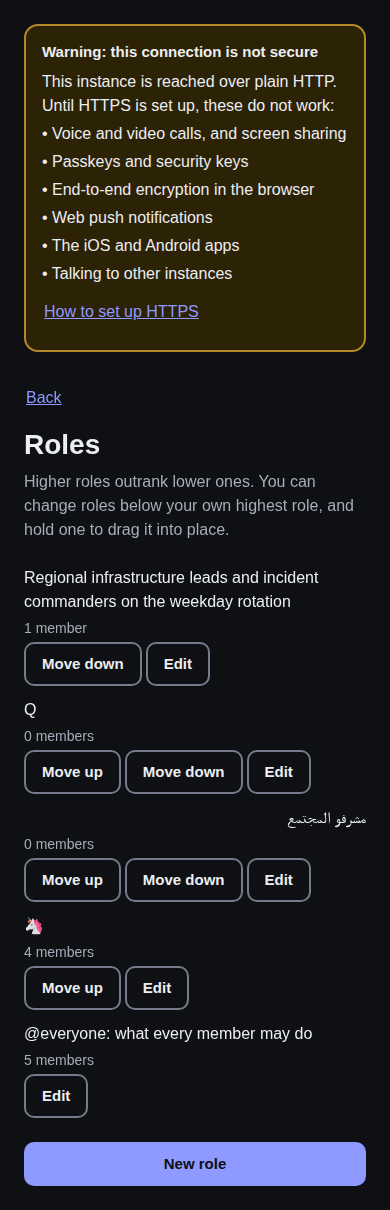 Warning: this connection is not secure
This instance is reached over plain HTTP.
Until HTTPS is set up, these do not work:
• Voice and video calls, and screen sharing
• Passkeys and security keys
• End-to-end encryption in the browser
• Web push notifications
• The iOS and Android apps
• Talking to other instances
How to set up HTTPS
Back
Roles
Higher roles outrank lower ones. You can
change roles below your own highest role, and
hold one to drag it into place.
Regional infrastructure leads and incident
commanders on the weekday rotation
1 member
Move down Edit
Q
0 members
Move up Move down Edit
مشرفو المجتمع
0 members
Move up Move down Edit
🦄
4 members
Move up Edit
@everyone: what every member may do
5 members
Edit
New role